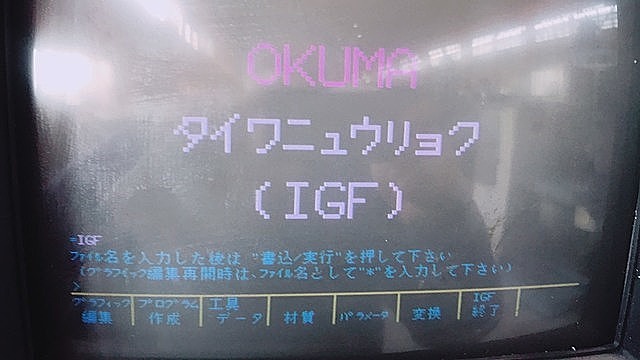 OKUMA
タイワニュウリョク
(IGF)
=IGF
ファイル名を入力した後は "書込/実行"を押して下さい
(グラフィック編集再開時は、ファイル名として"*"を入力して下さい)
>
グラフィック編集 プログラム作成 工具データ 材質 パラメータ 変換 IGF終了